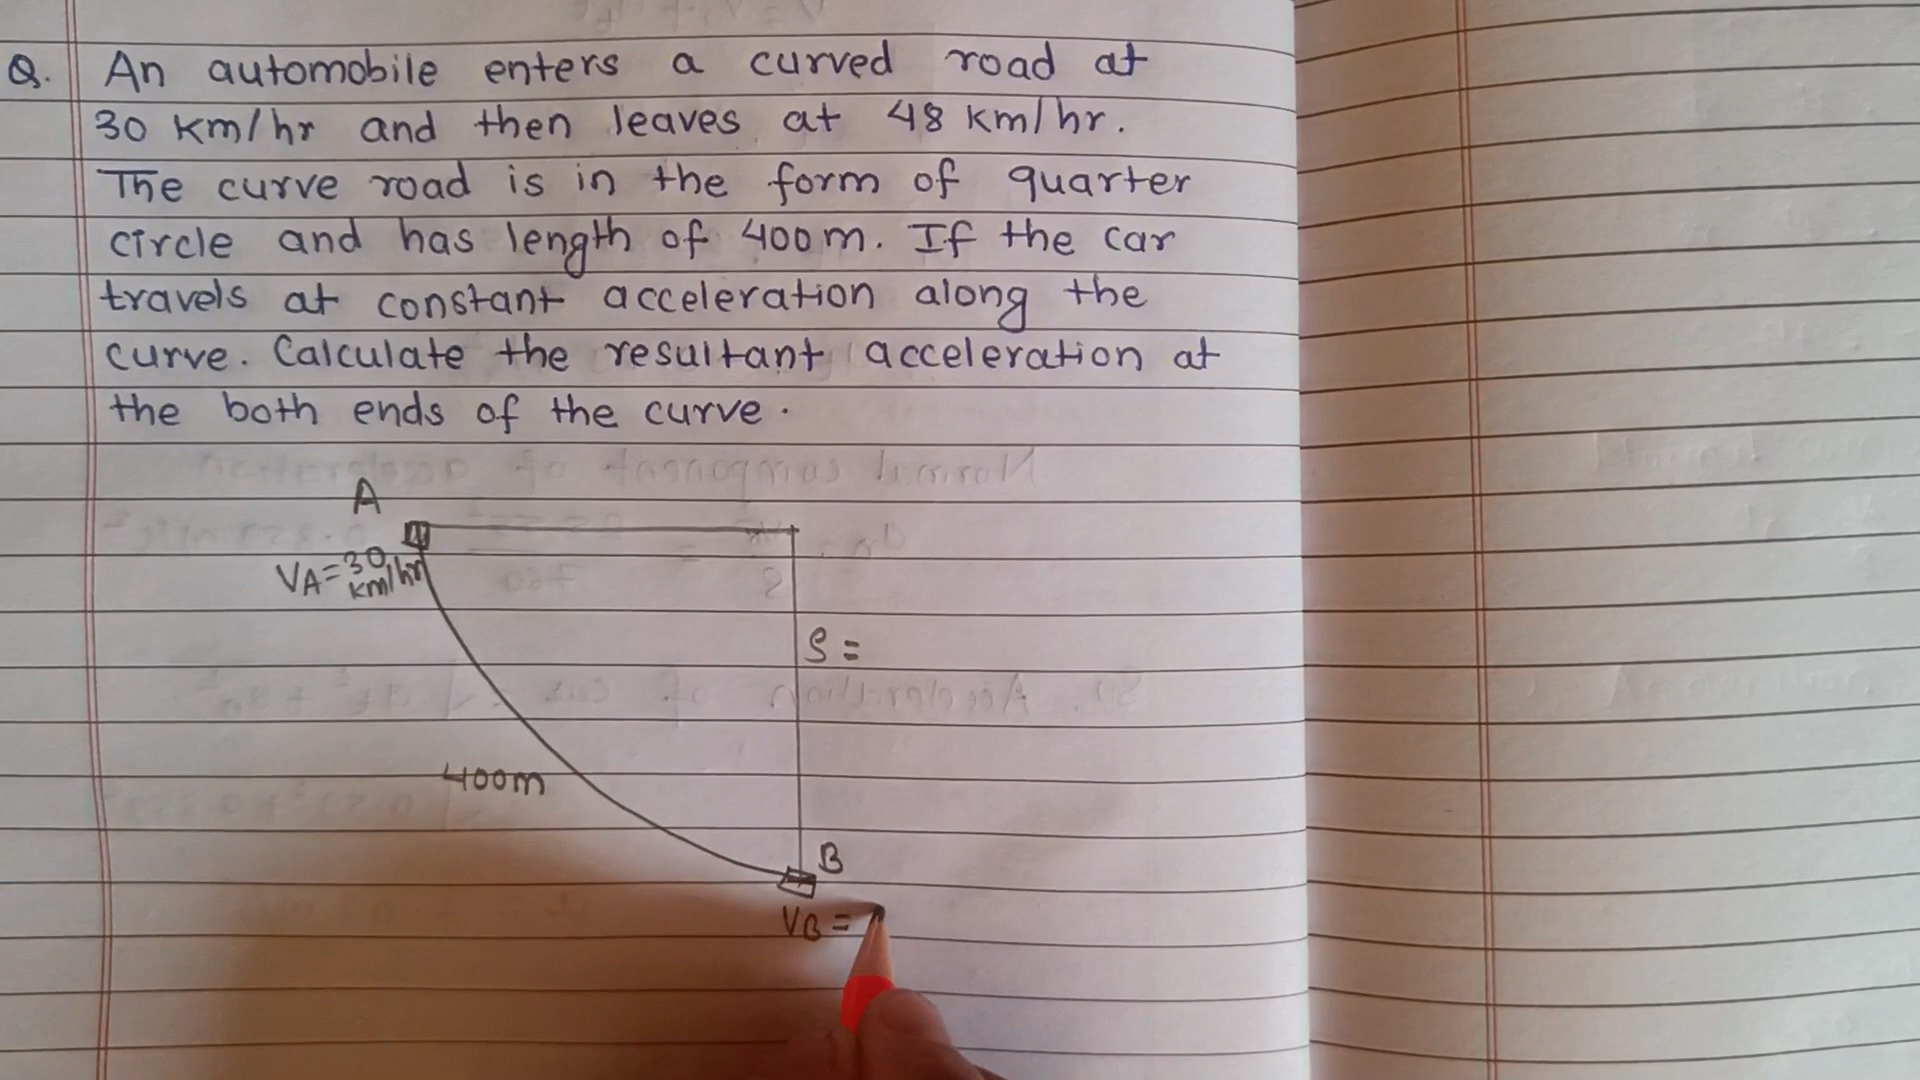 Q. An automobile enters a curved road at
30 km/hr and then leaves at 48 km/hr.
The curve road is in the form of quarter
circle and has length of 400m. If the car
travels at constant acceleration along the
curve. Calculate the resultant acceleration at
the both ends of the curve.
A
VA=30
km/hr
S =
400m
B
VB =